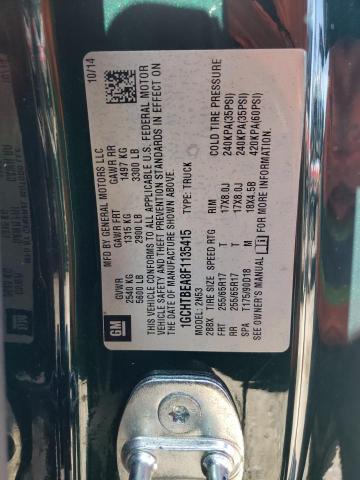 MFD BY GENERAL MOTORS LLC 10/14
GVWR GAWR FRT GAWR RR
2540 KG 1315 KG 1497 KG
5600 LB 2900 LB 3300 LB
THIS VEHICLE CONFORMS TO ALL APPLICABLE U.S. FEDERAL MOTOR
VEHICLE SAFETY AND THEFT PREVENTION STANDARDS IN EFFECT ON
THE DATE OF MANUFACTURE SHOWN ABOVE.
1GCHTBEA6F1135415 TYPE: TRUCK
MODEL: 2N53
288X TIRE SIZE SPEED RTG RIM COLD TIRE PRESSURE
FRT 255/65R17 T 17X8.0J 240KPA(35PSI)
RR 255/65R17 T 17X8.0J 240KPA(35PSI)
SPA T175/90D18 M 18X4.5B 420KPA(60PSI)
SEE OWNER'S MANUAL FOR MORE INFORMATION.
GM